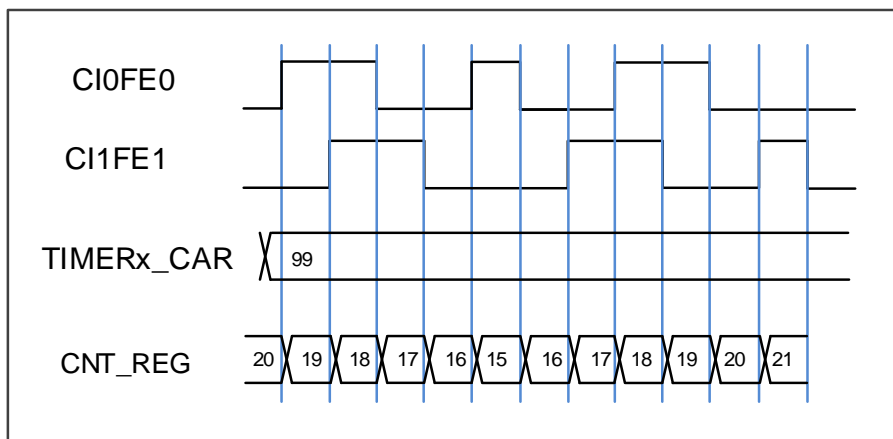 CI0FE0
CI1FE1
TIMERx_CAR 99
CNT_REG 20 19 18 17 16 15 16 17 18 19 20 21